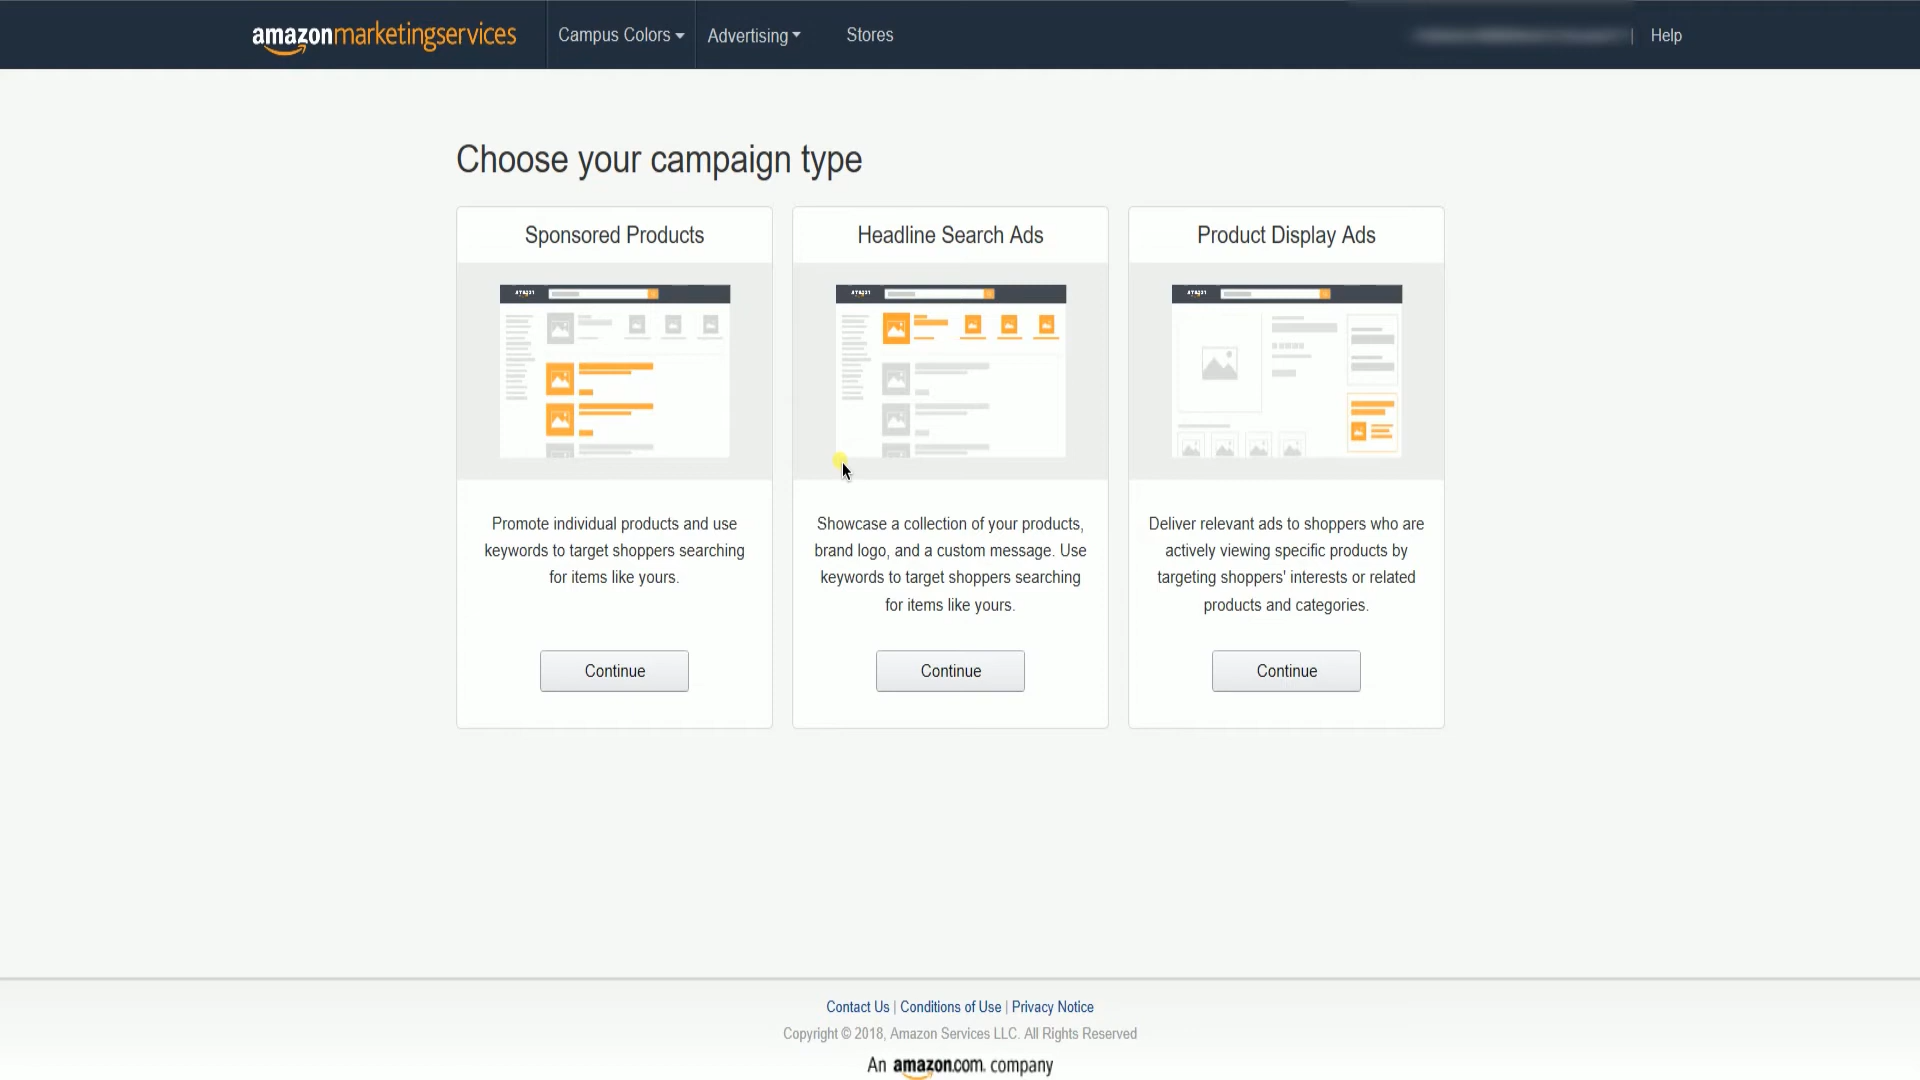 amazonmarketingservices Campus Colors Advertising Stores | Help
Choose your campaign type
Sponsored Products
Promote individual products and use
keywords to target shoppers searching
for items like yours.
Continue
Headline Search Ads
Showcase a collection of your products,
brand logo, and a custom message. Use
keywords to target shoppers searching
for items like yours.
Continue
Product Display Ads
Deliver relevant ads to shoppers who are
actively viewing specific products by
targeting shoppers' interests or related
products and categories.
Continue
Contact Us | Conditions of Use | Privacy Notice
Copyright © 2018, Amazon Services LLC. All Rights Reserved
An amazon.com. company